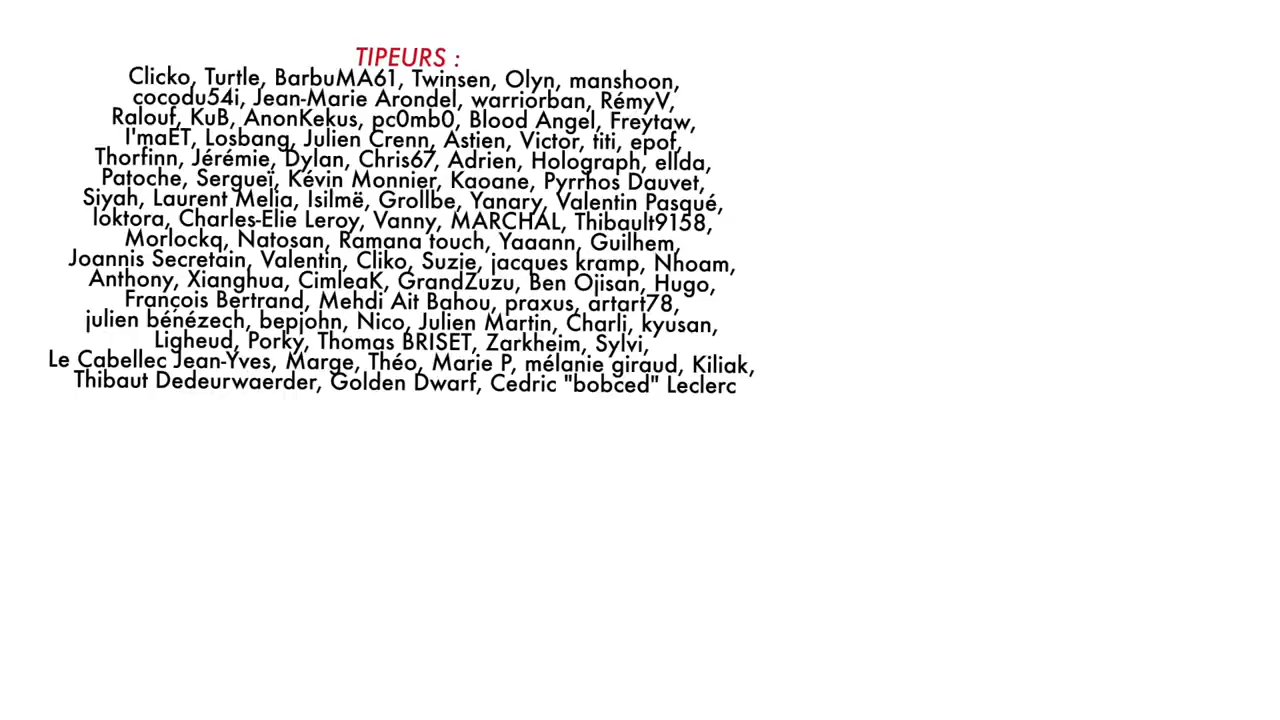 TIPEURS :
Clicko, Turtle, BarbuMA61, Twinsen, Olyn, manshoon,
cocodu54i, Jean-Marie Arondel, warriorban, RémyV,
Ralouf, KuB, AnonKekus, pc0mb0, Blood Angel, Freytaw,
I'maET, Losbang, Julien Crenn, Astien, Victor, titi, epof,
Thorfinn, Jérémie, Dylan, Chris67, Adrien, Holograph, ellda,
Patoche, Sergueï, Kévin Monnier, Kaoane, Pyrrhos Dauvet,
Siyah, Laurent Melia, Isilmë, Grollbe, Yanary, Valentin Pasqué,
loktora, Charles-Elie Leroy, Vanny, MARCHAL, Thibault9158,
Morlockq, Natosan, Ramana touch, Yaaann, Guilhem,
Joannis Secretain, Valentin, Cliko, Suzie, jacques kramp, Nhoam,
Anthony, Xianghua, CimleaK, GrandZuzu, Ben Ojisan, Hugo,
François Bertrand, Mehdi Ait Bahou, praxus, artart78,
julien bénézech, bepjohn, Nico, Julien Martin, Charli, kyusan,
Ligheud, Porky, Thomas BRISET, Zarkheim, Sylvi,
Le Cabellec Jean-Yves, Marge, Théo, Marie P, mélanie giraud, Kiliak,
Thibaut Dedeurwaerder, Golden Dwarf, Cedric "bobced" Leclerc